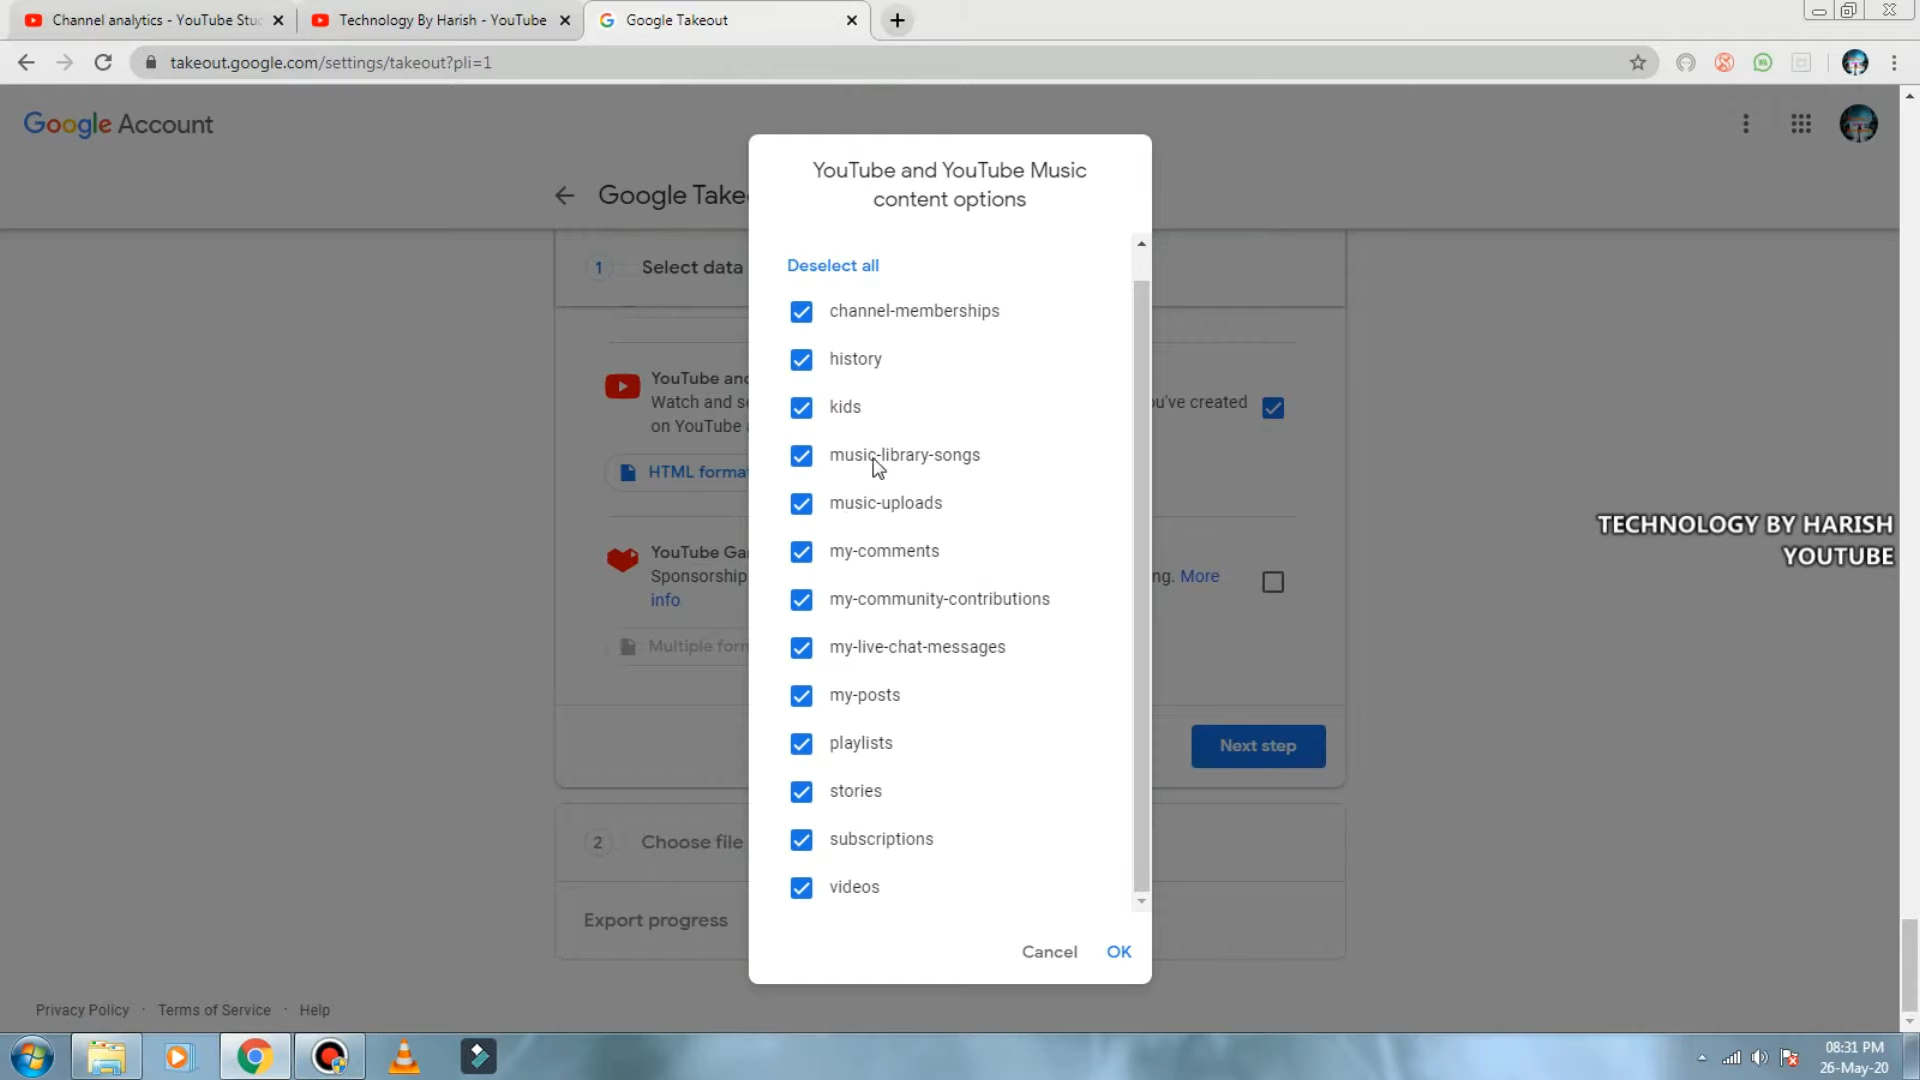 Channel analytics - YouTube Stu
Technology By Harish - YouTube
Google Takeout
takeout.google.com/settings/takeout?pli=1
Google Account
Google Take
YouTube and YouTube Music
content options
1 Select data
Deselect all
channel-memberships
history
kids
music-library-songs
music-uploads
my-comments
my-community-contributions
my-live-chat-messages
my-posts
playlists
stories
subscriptions
videos
Cancel OK
YouTube and
Watch and se
ou've created
on YouTube a
HTML format
YouTube Ga
Sponsorship
ng. More
info
Multiple form
TECHNOLOGY BY HARISH
YOUTUBE
Next step
2 Choose file
Export progress
Privacy Policy · Terms of Service · Help
08:31 PM
26-May-20